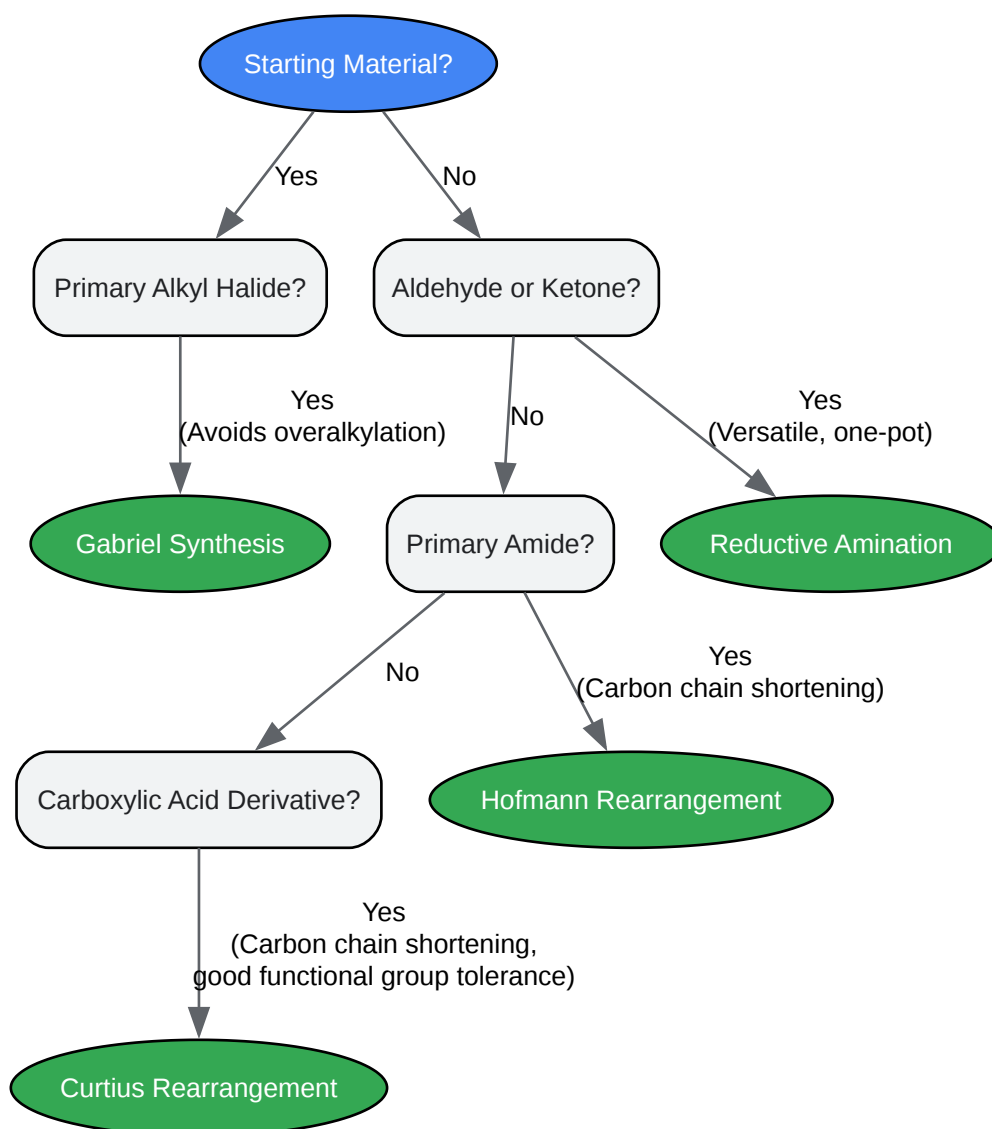 Starting Material?
Yes
No
Primary Alkyl Halide?
Aldehyde or Ketone?
Yes
(Avoids overalkylation)
No
Yes
(Versatile, one-pot)
Gabriel Synthesis
Primary Amide?
Reductive Amination
No
Yes
(Carbon chain shortening)
Carboxylic Acid Derivative?
Hofmann Rearrangement
Yes
(Carbon chain shortening,
good functional group tolerance)
Curtius Rearrangement